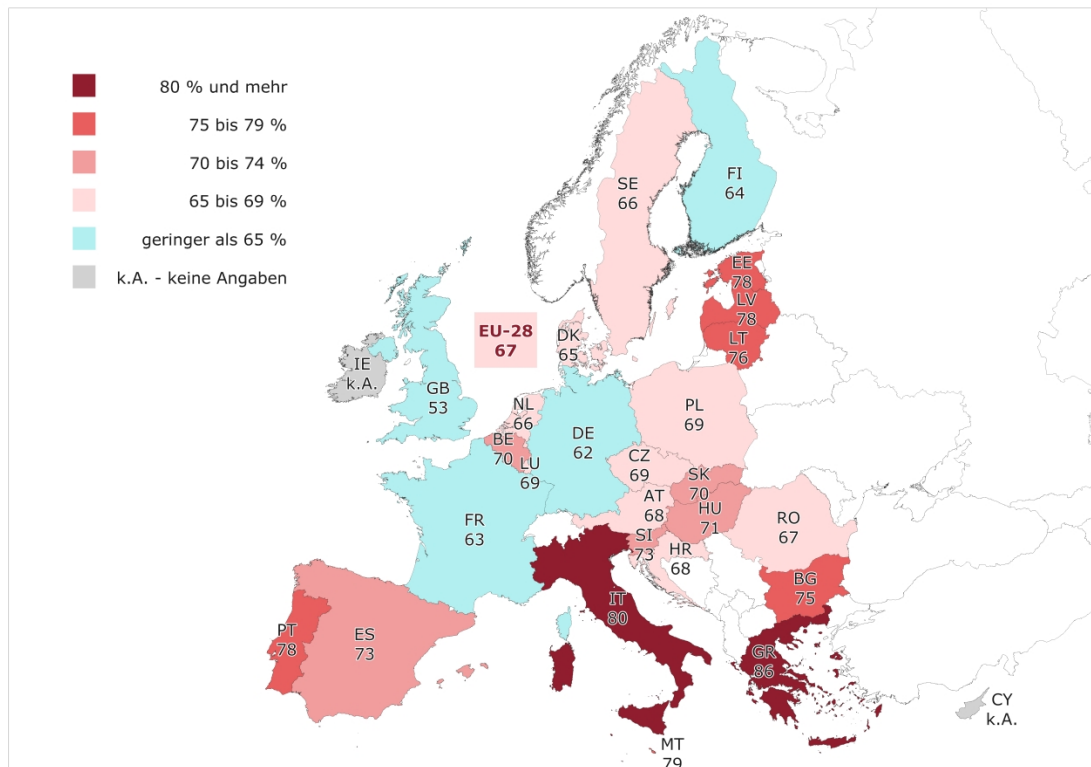 80 % und mehr
75 bis 79 %
70 bis 74 %
65 bis 69 %
geringer als 65 %
k.A. - keine Angaben
EU-28
67
SE
66
FI
64
EE
78
LV
78
LT
76
DK
65
IE
k.A.
GB
53
NL
66
BE
70
LU
69
DE
62
PL
69
CZ
69
SK
70
AT
68
HU
71
SI
73
HR
68
RO
67
BG
75
FR
63
IT
80
PT
78
ES
73
GR
86
MT
79
CY
k.A.